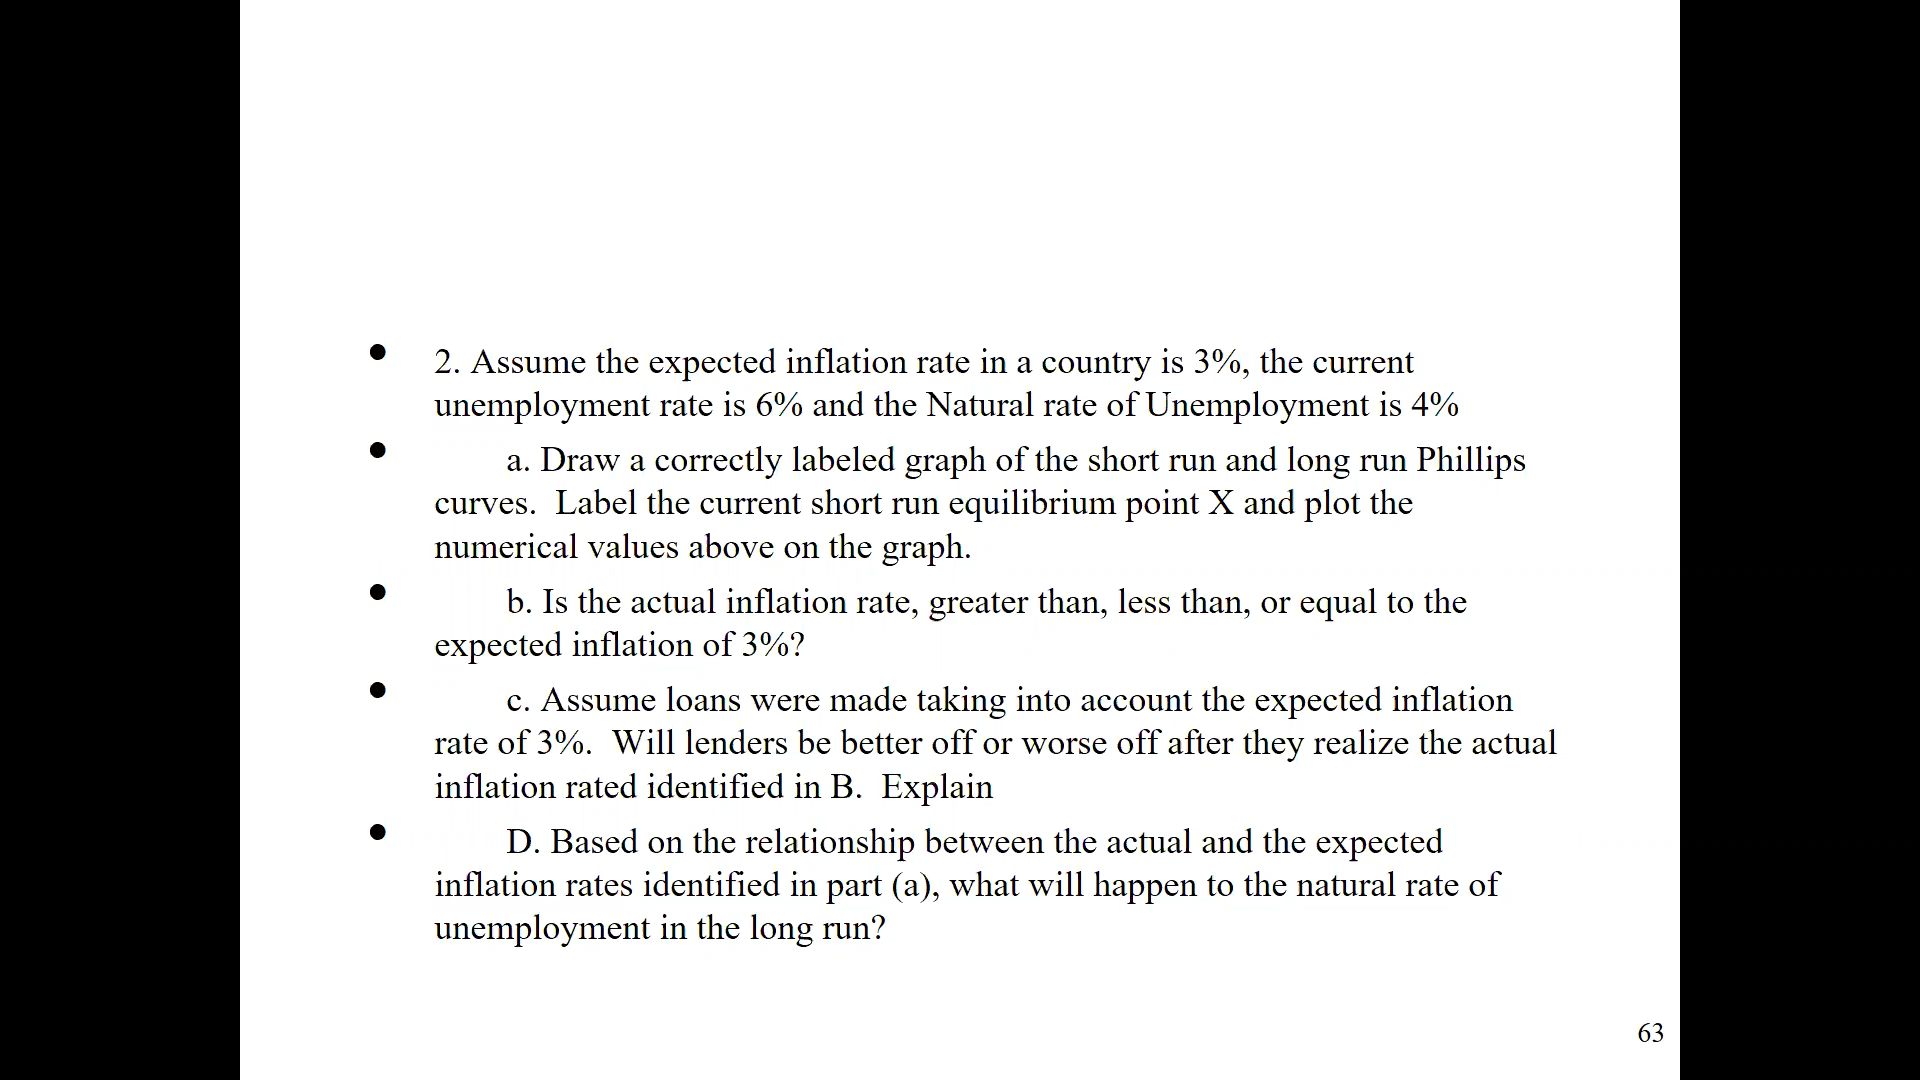 • 2. Assume the expected inflation rate in a country is 3%, the current
unemployment rate is 6% and the Natural rate of Unemployment is 4%
• a. Draw a correctly labeled graph of the short run and long run Phillips
curves.  Label the current short run equilibrium point X and plot the
numerical values above on the graph.
• b. Is the actual inflation rate, greater than, less than, or equal to the
expected inflation of 3%?
• c. Assume loans were made taking into account the expected inflation
rate of 3%.  Will lenders be better off or worse off after they realize the actual
inflation rated identified in B.  Explain
• D. Based on the relationship between the actual and the expected
inflation rates identified in part (a), what will happen to the natural rate of
unemployment in the long run?
63